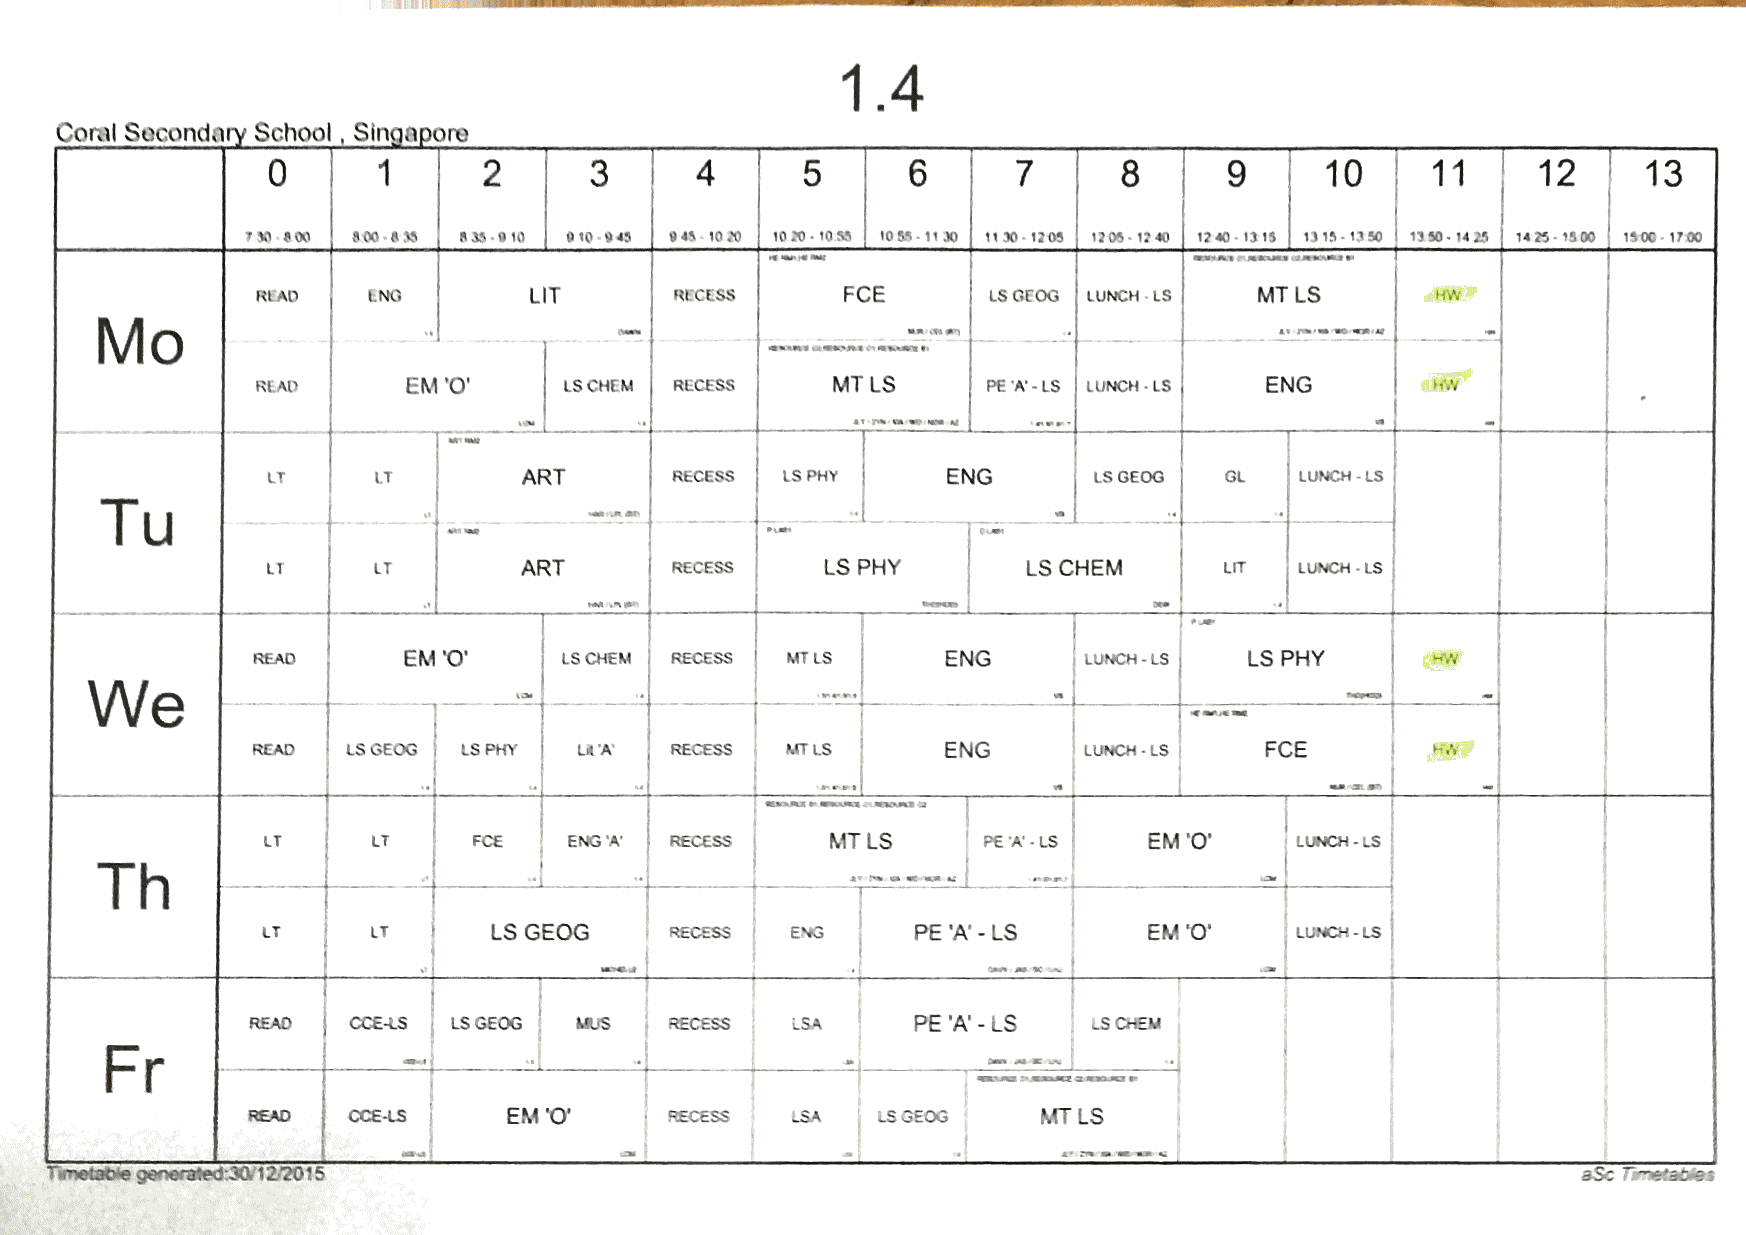 1.4
Coral Secondary School , Singapore
0 1 2 3 4 5 6 7 8 9 10 11 12 13
7:30 - 8:00 8:00 - 8:35 8:35 - 9:10 9:10 - 9:45 9:45 - 10:20 10:20 - 10:55 10:55 - 11:30 11:30 - 12:05 12:05 - 12:40 12:40 - 13:15 13:15 - 13:50 13:50 - 14:25 14:25 - 15:00 15:00 - 17:00
Mo
READ ENG LIT RECESS FCE LS GEOG LUNCH - LS MT LS HW
READ EM 'O' LS CHEM RECESS MT LS PE 'A' - LS LUNCH - LS ENG HW
Tu
LT LT ART RECESS LS PHY ENG LS GEOG GL LUNCH - LS
LT LT ART RECESS LS PHY LS CHEM LIT LUNCH - LS
We
READ EM 'O' LS CHEM RECESS MT LS ENG LUNCH - LS LS PHY HW
READ LS GEOG LS PHY Lit 'A' RECESS MT LS ENG LUNCH - LS FCE HW
Th
LT LT FCE ENG 'A' RECESS MT LS PE 'A' - LS EM 'O' LUNCH - LS
LT LT LS GEOG RECESS ENG PE 'A' - LS EM 'O' LUNCH - LS
Fr
READ CCE-LS LS GEOG MUS RECESS LSA PE 'A' - LS LS CHEM
READ CCE-LS EM 'O' RECESS LSA LS GEOG MT LS
Timetable generated:30/12/2015
aSc Timetables